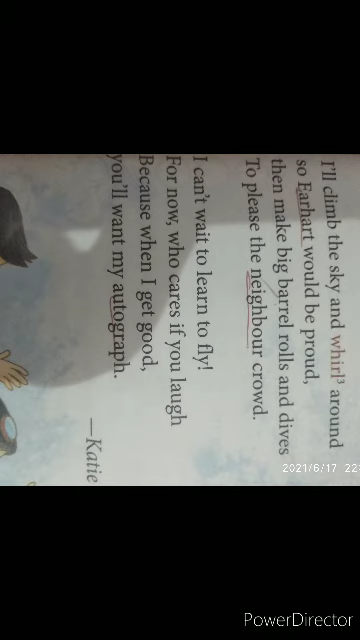 I'll climb the sky and whirl³ around
so Earhart would be proud,
then make big barrel rolls and dives
To please the neighbour crowd.
I can't wait to learn to fly!
For now, who cares if you laugh
Because when I get good,
you'll want my autograph.
—Katie
2021/6/17 22:
PowerDirector